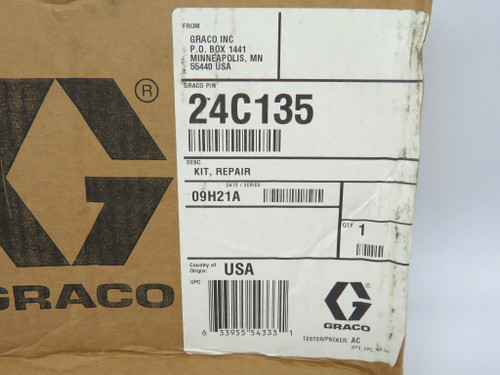 FROM
GRACO INC
P.O. BOX 1441
MINNEAPOLIS, MN
55440 USA
GRACO P/N
24C135
DESC
KIT, REPAIR
DATE / SERIES
09H21A
QTY
1
Country of
Origin:
USA
UPC
6 33955 54333 1
GRACO
TESTER/PACKER: AC
®
GRACO